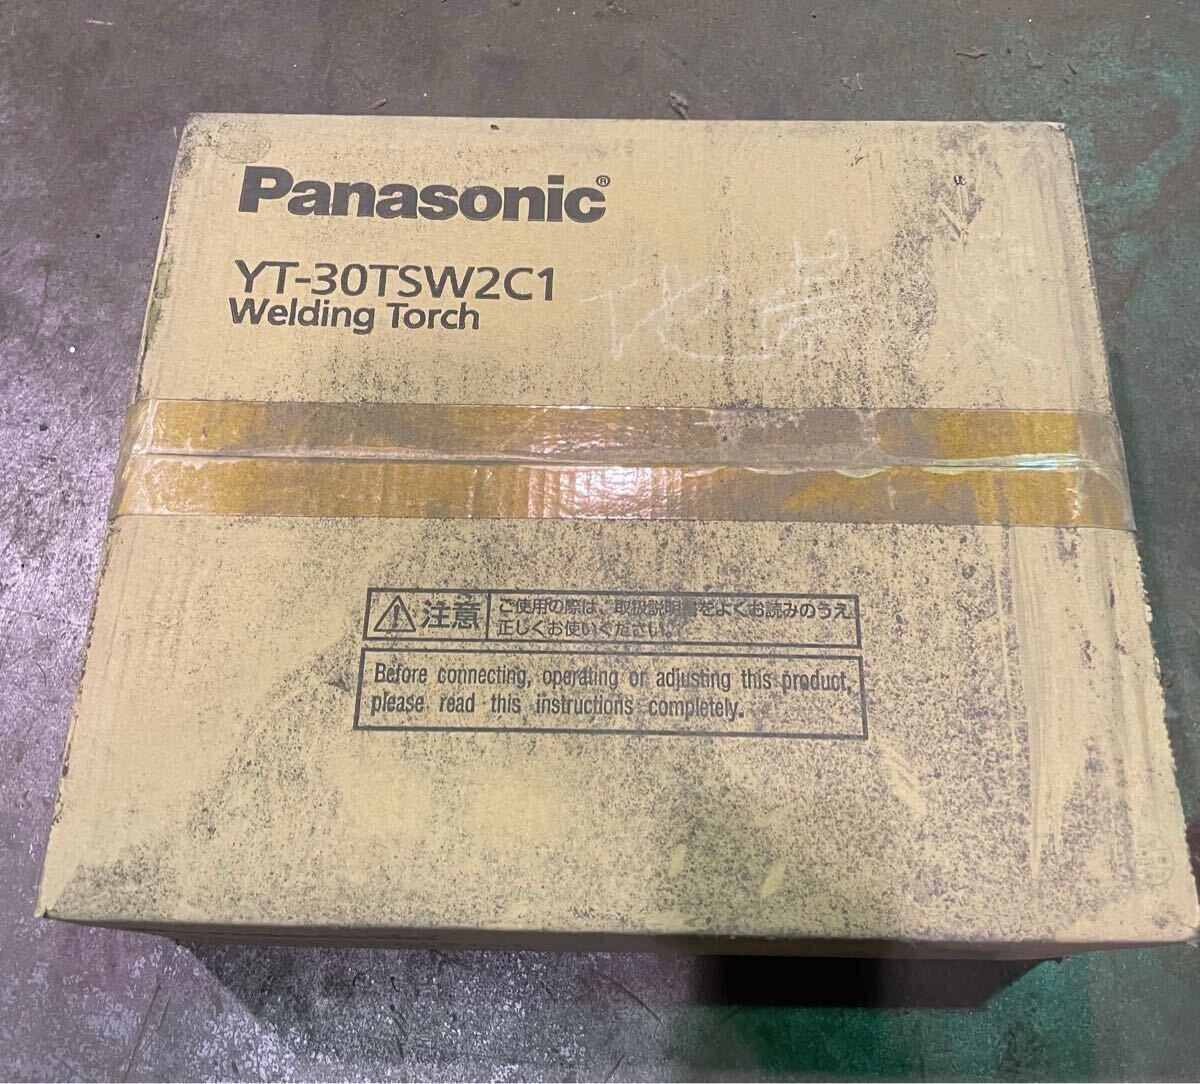 Panasonic®
YT-30TSW2C1
Welding Torch
注意
ご使用の際は、取扱説明書をよくお読みのうえ
正しくお使いください。
Before connecting, operating or adjusting this product,
please read this instructions completely.